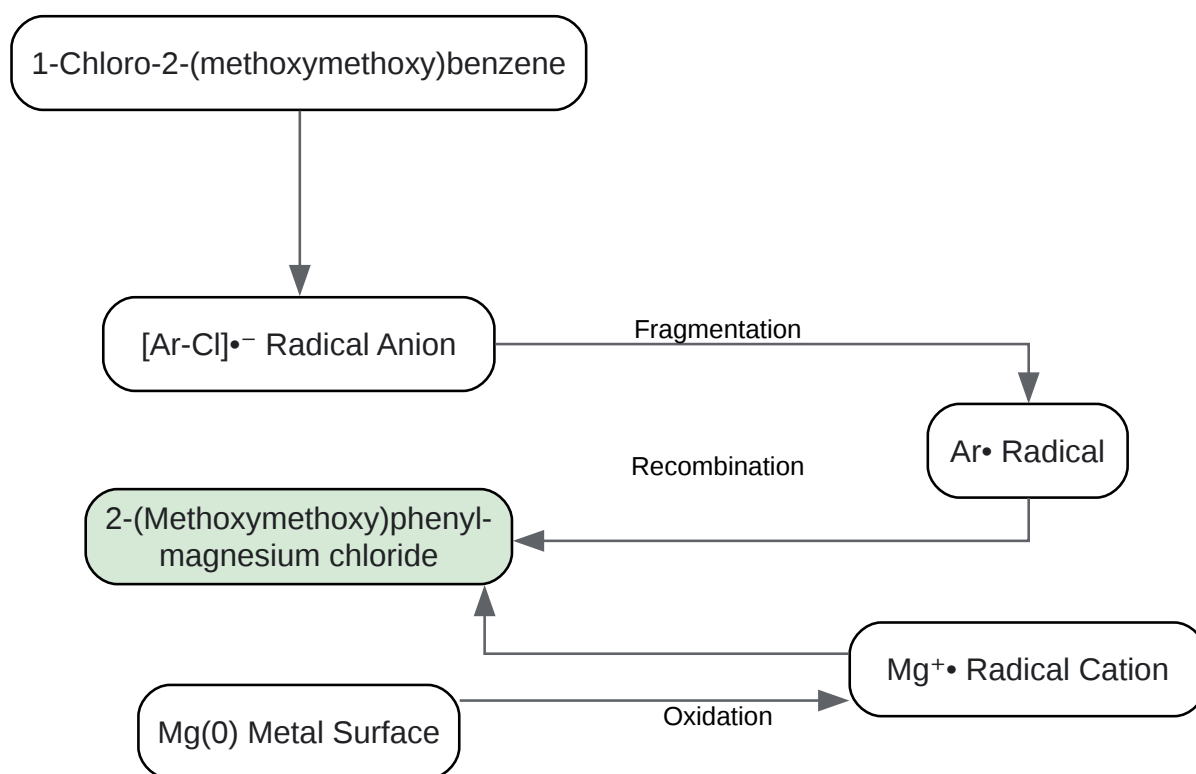 1-Chloro-2-(methoxymethoxy)benzene
[Ar-Cl]•⁻ Radical Anion
Fragmentation
Ar• Radical
Recombination
2-(Methoxymethoxy)phenyl-
magnesium chloride
Mg⁺• Radical Cation
Mg(0) Metal Surface
Oxidation